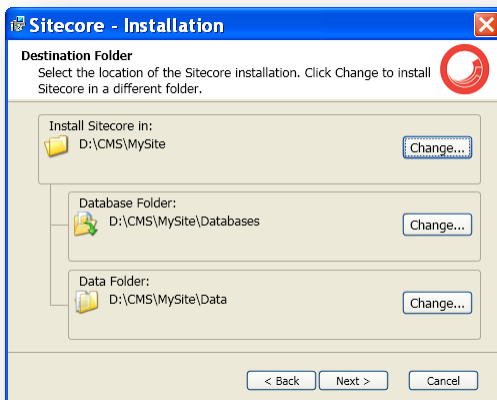 Sitecore - Installation
Destination Folder
Select the location of the Sitecore installation. Click Change to install
Sitecore in a different folder.
Install Sitecore in:
D:\CMS\MySite
Change...
Database Folder:
D:\CMS\MySite\Databases
Change...
Data Folder:
D:\CMS\MySite\Data
Change...
< Back Next > Cancel